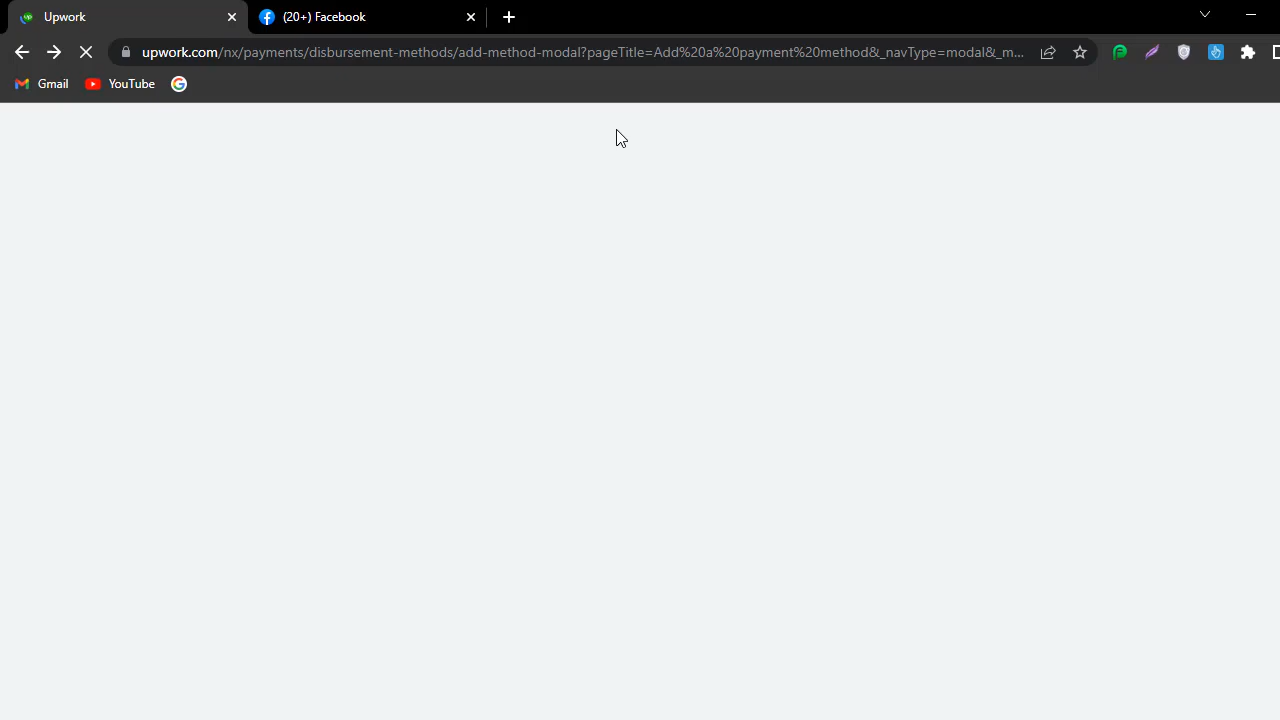 Upwork
(20+) Facebook
upwork.com/nx/payments/disbursement-methods/add-method-modal?pageTitle=Add%20a%20payment%20method&_navType=modal&_m...
Gmail
YouTube